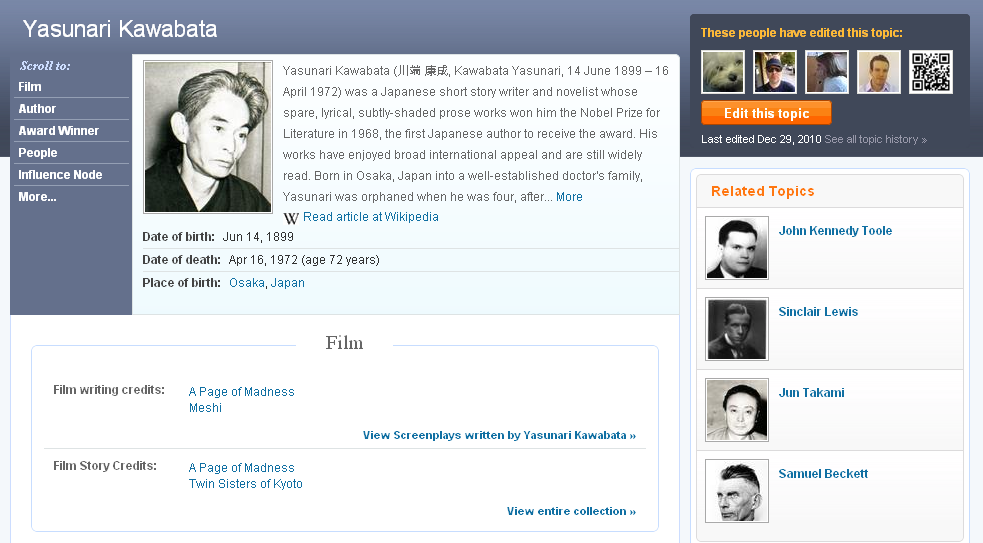 Yasunari Kawabata
Scroll to:
Film
Author
Award Winner
People
Influence Node
More...
Yasunari Kawabata (川端 康成, Kawabata Yasunari, 14 June 1899 – 16
April 1972) was a Japanese short story writer and novelist whose
spare, lyrical, subtly-shaded prose works won him the Nobel Prize for
Literature in 1968, the first Japanese author to receive the award. His
works have enjoyed broad international appeal and are still widely
read. Born in Osaka, Japan into a well-established doctor's family,
Yasunari was orphaned when he was four, after... More
W Read article at Wikipedia
Date of birth: Jun 14, 1899
Date of death: Apr 16, 1972 (age 72 years)
Place of birth: Osaka, Japan
Film
Film writing credits:
A Page of Madness
Meshi
View Screenplays written by Yasunari Kawabata »
Film Story Credits:
A Page of Madness
Twin Sisters of Kyoto
View entire collection »
These people have edited this topic:
Edit this topic
Last edited Dec 29, 2010 See all topic history »
Related Topics
John Kennedy Toole
Sinclair Lewis
Jun Takami
Samuel Beckett